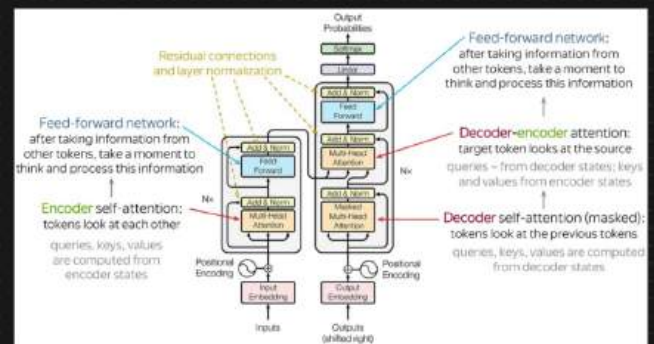 Output
Probabilities
Softmax
Linear
Add & Norm
Feed
Forward
Add & Norm
Multi-Head
Attention
Add & Norm
Masked
Multi-Head
Attention
Nx
Positional
Encoding
Output
Embedding
Outputs
(shifted right)
Residual connections
and layer normalization
Feed-forward network:
after taking information from
other tokens, take a moment to
think and process this information
Encoder self-attention:
tokens look at each other
queries, keys, values
are computed from
encoder states
Add & Norm
Feed
Forward
Nx
Add & Norm
Multi-Head
Attention
Positional
Encoding
Input
Embedding
Inputs
Feed-forward network:
after taking information from
other tokens, take a moment to
think and process this information
Decoder-encoder attention:
target token looks at the source
queries – from decoder states; keys
and values from encoder states
Decoder self-attention (masked):
tokens look at the previous tokens
queries, keys, values are computed
from decoder states